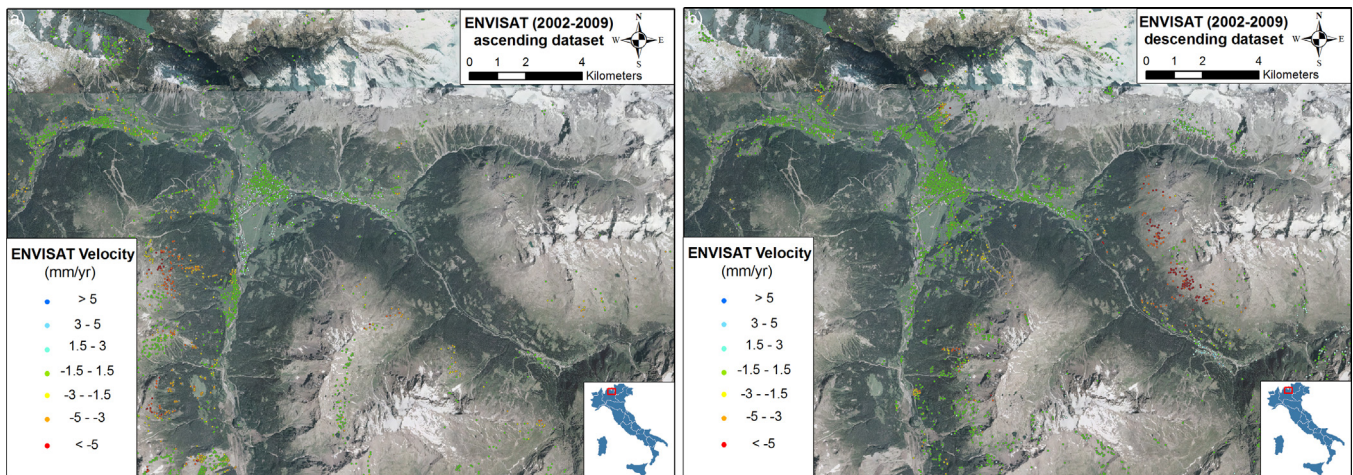 a)
ENVISAT (2002-2009)
ascending dataset
N
W E
S
0 2 4
Kilometers
ENVISAT Velocity
(mm/yr)
> 5
3 - 5
1.5 - 3
-1.5 - 1.5
-3 - -1.5
-5 - -3
< -5
b)
ENVISAT (2002-2009)
descending dataset
N
W E
S
0 2 4
Kilometers
ENVISAT Velocity
(mm/yr)
> 5
3 - 5
1.5 - 3
-1.5 - 1.5
-3 - -1.5
-5 - -3
< -5